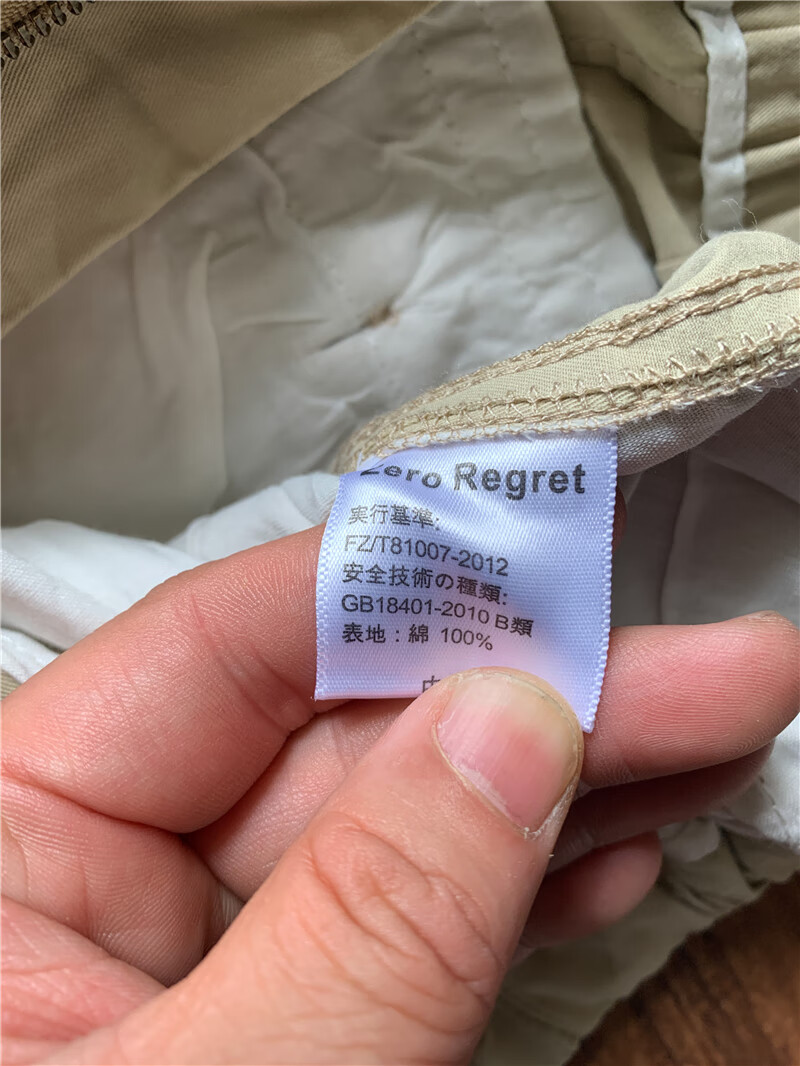 Zero Regret
実行基準:
FZ/T81007-2012
安全技術の種類:
GB18401-2010 B類
表地：綿 100%